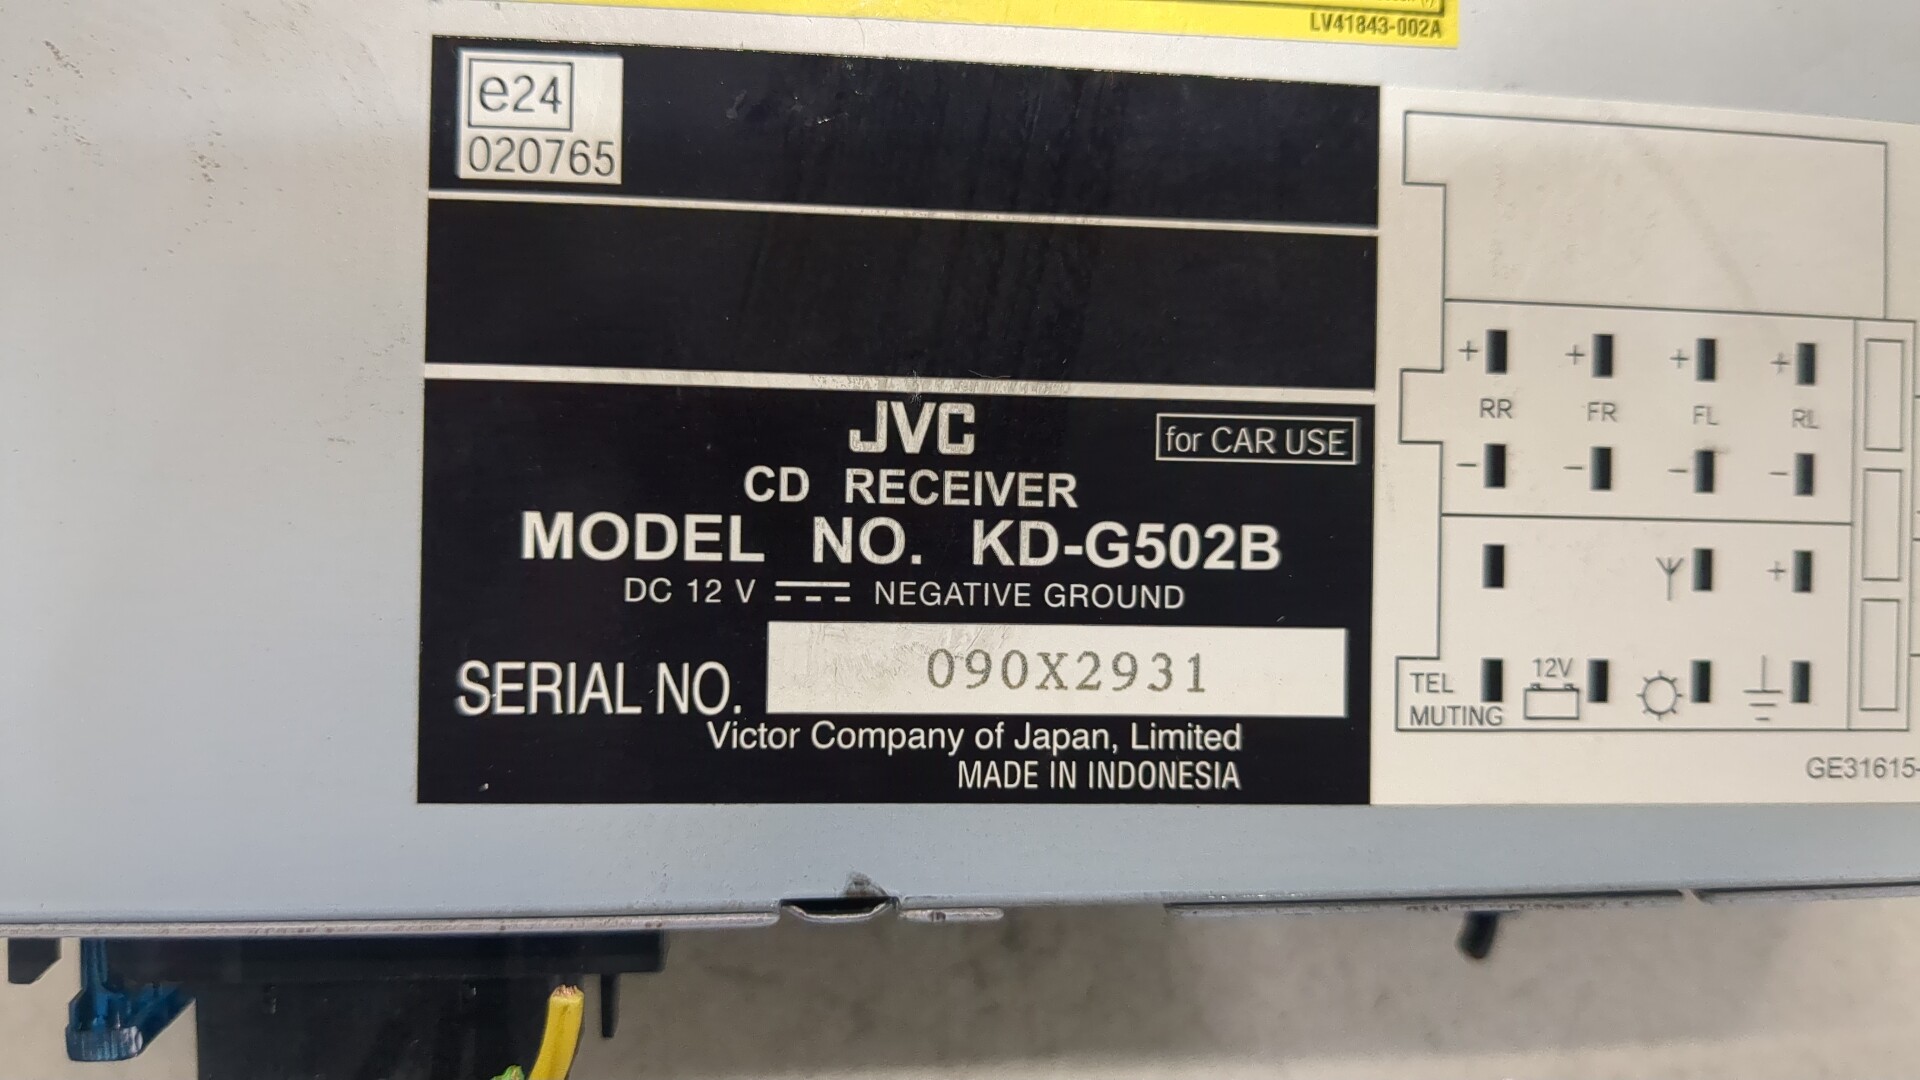 LV41843-002A
e24
020765
JVC
for CAR USE
CD RECEIVER
MODEL NO. KD-G502B
DC 12 V NEGATIVE GROUND
SERIAL NO. 090X2931
Victor Company of Japan, Limited
MADE IN INDONESIA
+ + + +
RR FR FL RL
- - - -
+
TEL
MUTING
12V
GE31615-